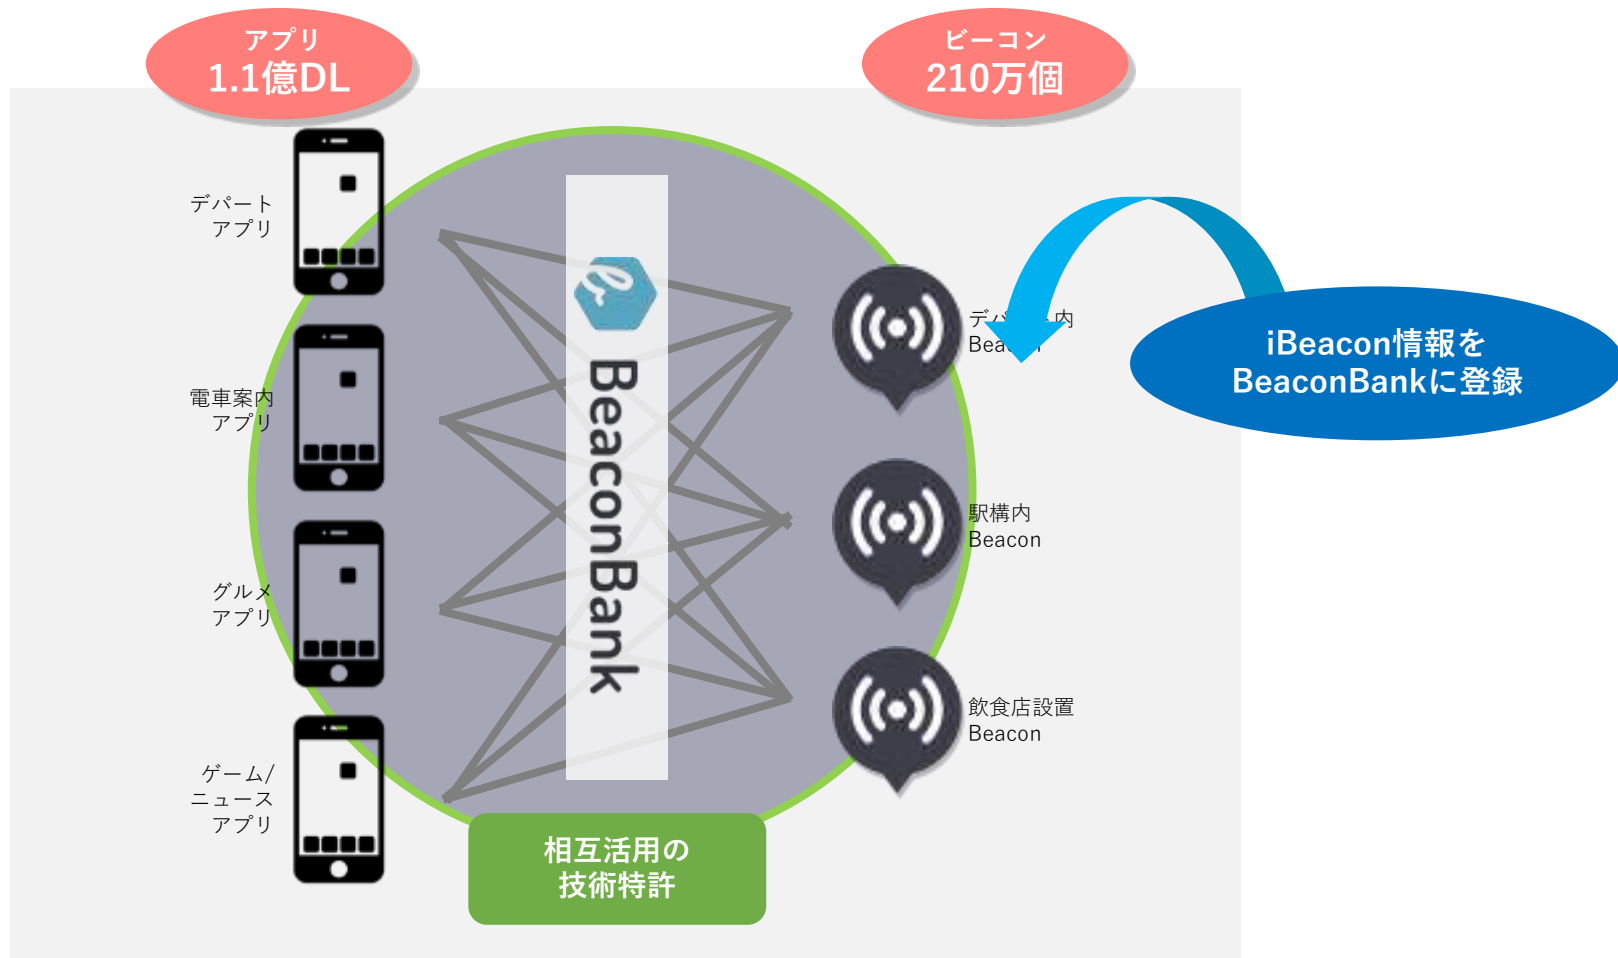 アプリ
1.1億DL
ビーコン
210万個
デパート
アプリ
電車案内
アプリ
グルメ
アプリ
ゲーム/
ニュース
アプリ
BeaconBank
デパート内
Beacon
駅構内
Beacon
飲食店設置
Beacon
iBeacon情報を
BeaconBankに登録
相互活用の
技術特許